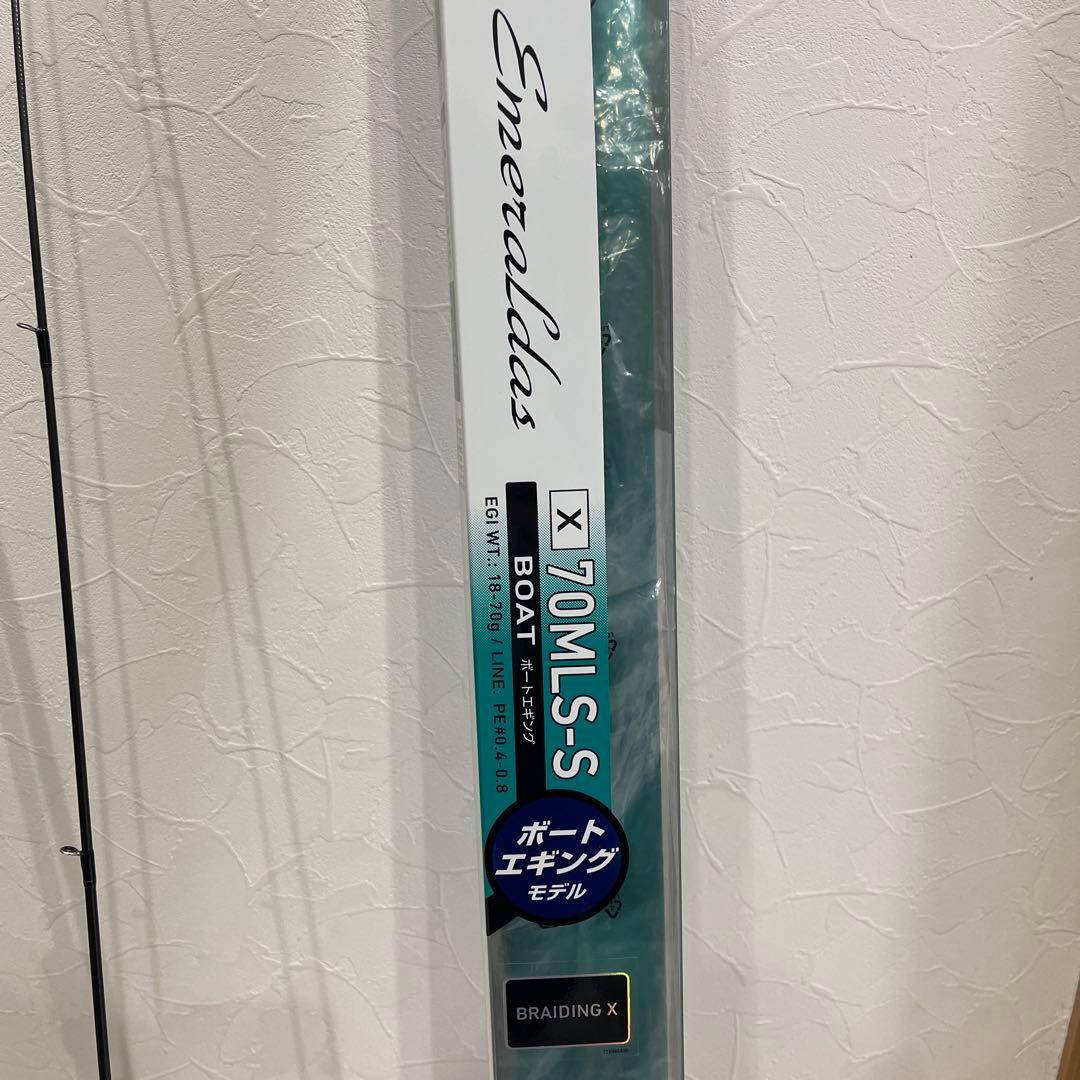 Emeraldas
X 70MLS-S
BOAT ボートエギング
EGI WT.: 18-70g / LINE: PE#0.4-0.8
ボート
エギング
モデル
BRAIDING X